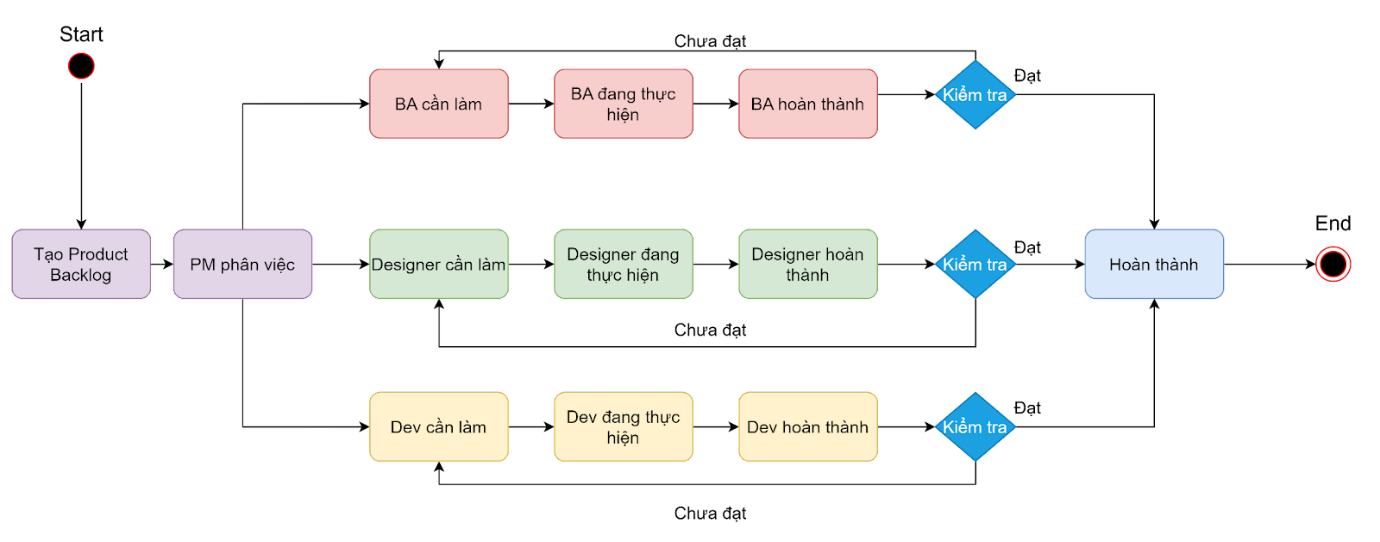 Start
Chưa đạt
BA cần làm
BA đang thực
hiện
BA hoàn thành
Kiểm tra
Đạt
Tạo Product
Backlog
PM phân việc
Designer cần làm
Designer đang
thực hiện
Designer hoàn
thành
Kiểm tra
Đạt
Hoàn thành
End
Chưa đạt
Dev cần làm
Dev đang thực
hiện
Dev hoàn thành
Kiểm tra
Đạt
Chưa đạt